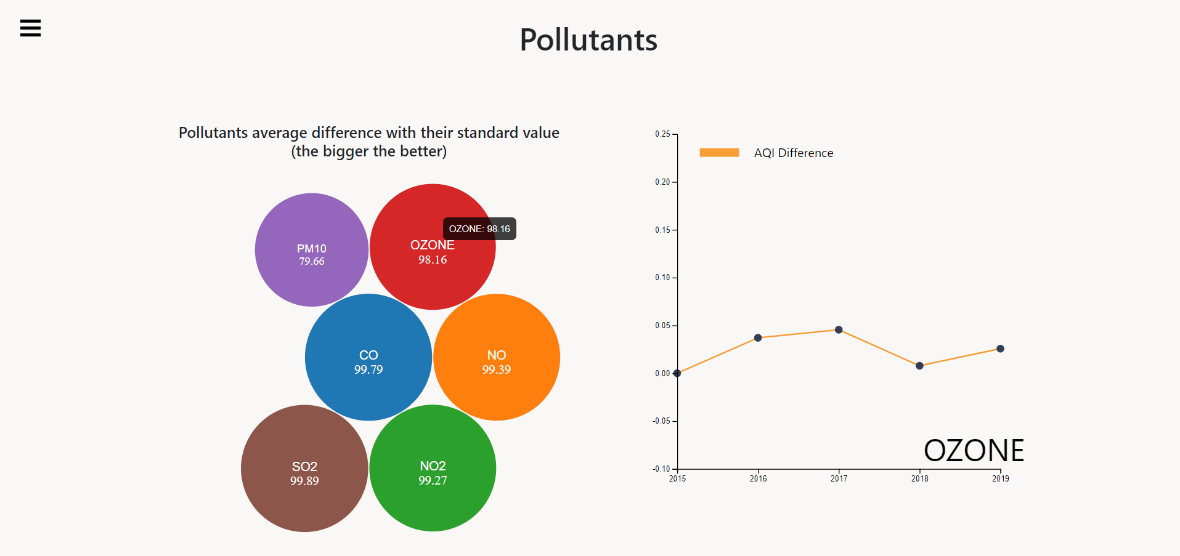 Pollutants
Pollutants average difference with their standard value
(the bigger the better)
PM10
79.66
OZONE
98.16
OZONE: 98.16
CO
99.79
NO
99.39
SO2
99.89
NO2
99.27
AQI Difference
0.25
0.20
0.15
0.10
0.05
0.00
-0.05
-0.10
OZONE
2015 2016 2017 2018 2019